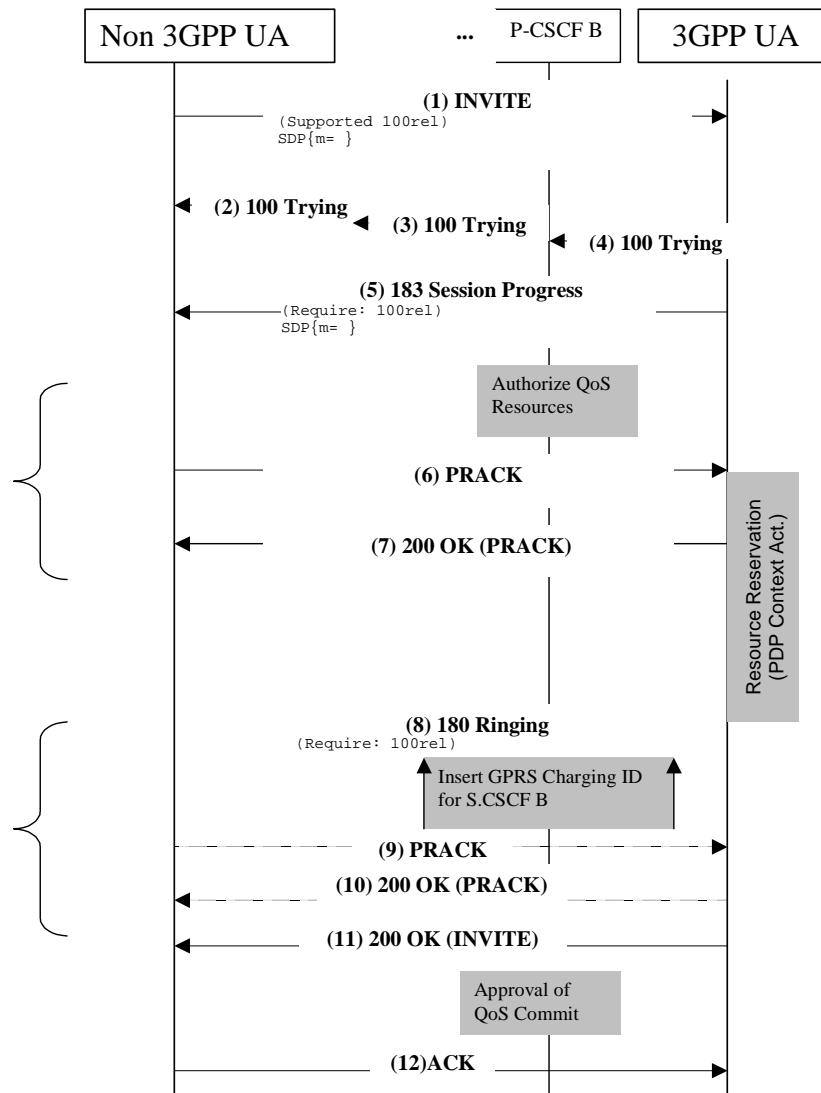 Non 3GPP UA
...
P-CSCF B
3GPP UA
(1) INVITE
(Supported 100rel)
SDP{m= }
(2) 100 Trying
(3) 100 Trying
(4) 100 Trying
(5) 183 Session Progress
(Require: 100rel)
SDP{m= }
Authorize QoS
Resources
(6) PRACK
(7) 200 OK (PRACK)
Resource Reservation
(PDP Context Act.)
(8) 180 Ringing
(Require: 100rel)
Insert GPRS Charging ID
for S.CSCF B
(9) PRACK
(10) 200 OK (PRACK)
(11) 200 OK (INVITE)
Approval of
QoS Commit
(12)ACK